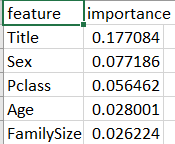 feature importance
Title 0.177084
Sex 0.077186
Pclass 0.056462
Age 0.028001
FamilySize 0.026224